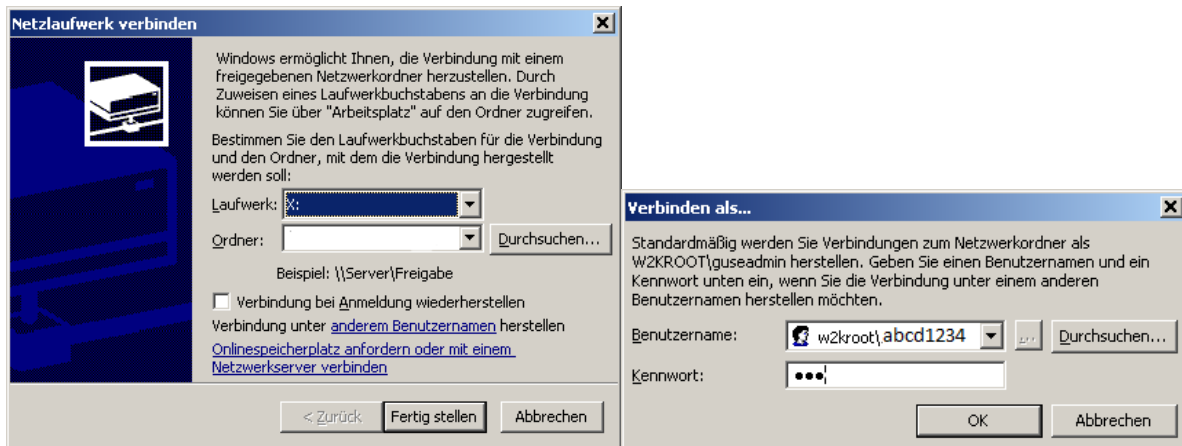 Netzlaufwerk verbinden
Windows ermöglicht Ihnen, die Verbindung mit einem
freigegebenen Netzwerkordner herzustellen. Durch
Zuweisen eines Laufwerkbuchstabens an die Verbindung
können Sie über "Arbeitsplatz" auf den Ordner zugreifen.
Bestimmen Sie den Laufwerkbuchstaben für die Verbindung
und den Ordner, mit dem die Verbindung hergestellt
werden soll:
Laufwerk: X:
Ordner: Durchsuchen...
Beispiel: \\Server\Freigabe
Verbindung bei Anmeldung wiederherstellen
Verbindung unter anderem Benutzernamen herstellen
Onlinespeicherplatz anfordern oder mit einem
Netzwerkserver verbinden
< Zurück Fertig stellen Abbrechen
Verbinden als...
Standardmäßig werden Sie Verbindungen zum Netzwerkordner als
W2KROOT\guseadmin herstellen. Geben Sie einen Benutzernamen und ein
Kennwort unten ein, wenn Sie die Verbindung unter einem anderen
Benutzernamen herstellen möchten.
Benutzername: w2kroot\abcd1234 ... Durchsuchen...
Kennwort: •••
OK Abbrechen